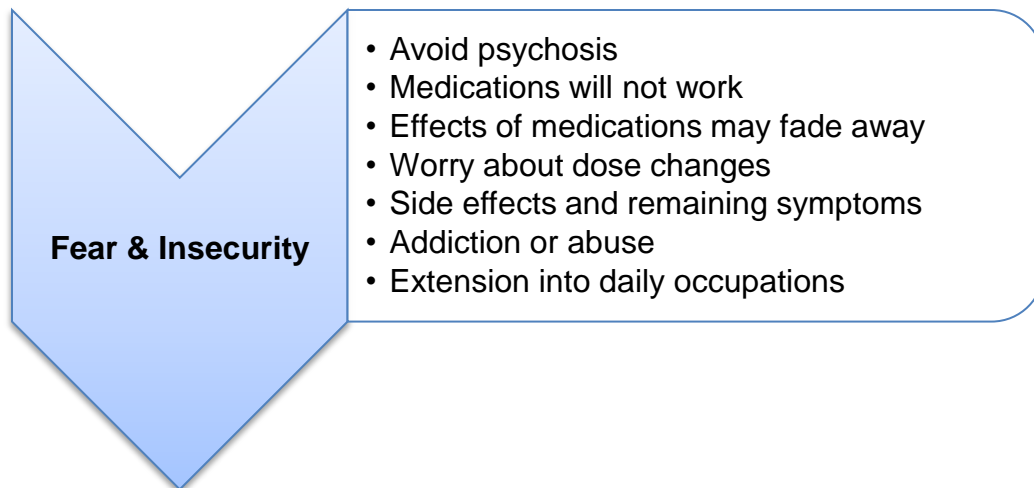 Fear & Insecurity
• Avoid psychosis
• Medications will not work
• Effects of medications may fade away
• Worry about dose changes
• Side effects and remaining symptoms
• Addiction or abuse
• Extension into daily occupations